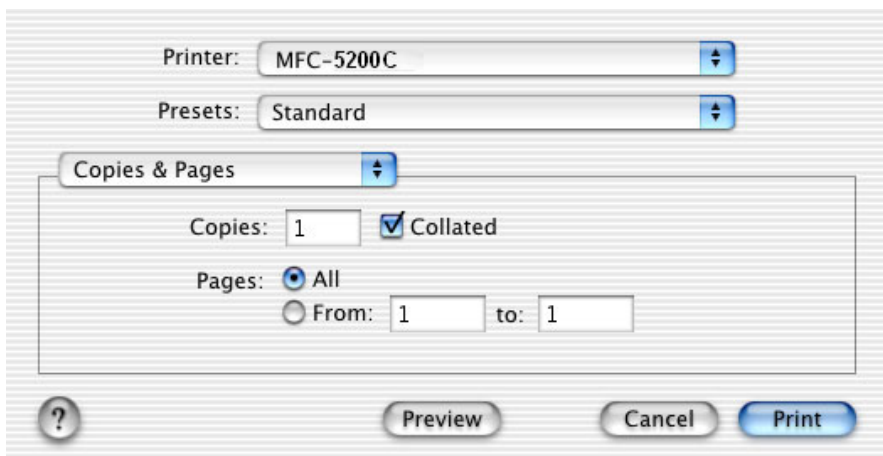 Printer: MFC-5200C
Presets: Standard
Copies & Pages
Copies: 1 Collated
Pages: All
From: 1 to: 1
? Preview Cancel Print